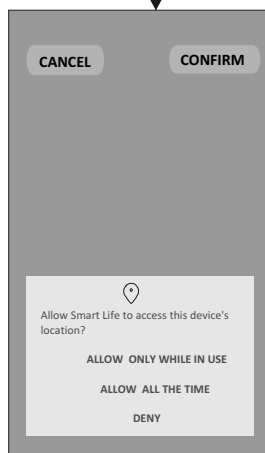 CANCEL CONFIRM
Allow Smart Life to access this device's
location?
ALLOW ONLY WHILE IN USE
ALLOW ALL THE TIME
DENY